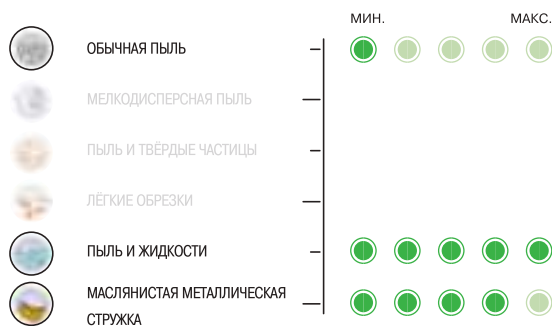 МИН. МАКС.
ОБЫЧНАЯ ПЫЛЬ
МЕЛКОДИСПЕРСНАЯ ПЫЛЬ
ПЫЛЬ И ТВЁРДЫЕ ЧАСТИЦЫ
ЛЁГКИЕ ОБРЕЗКИ
ПЫЛЬ И ЖИДКОСТИ
МАСЛЯНИСТАЯ МЕТАЛЛИЧЕСКАЯ
СТРУЖКА